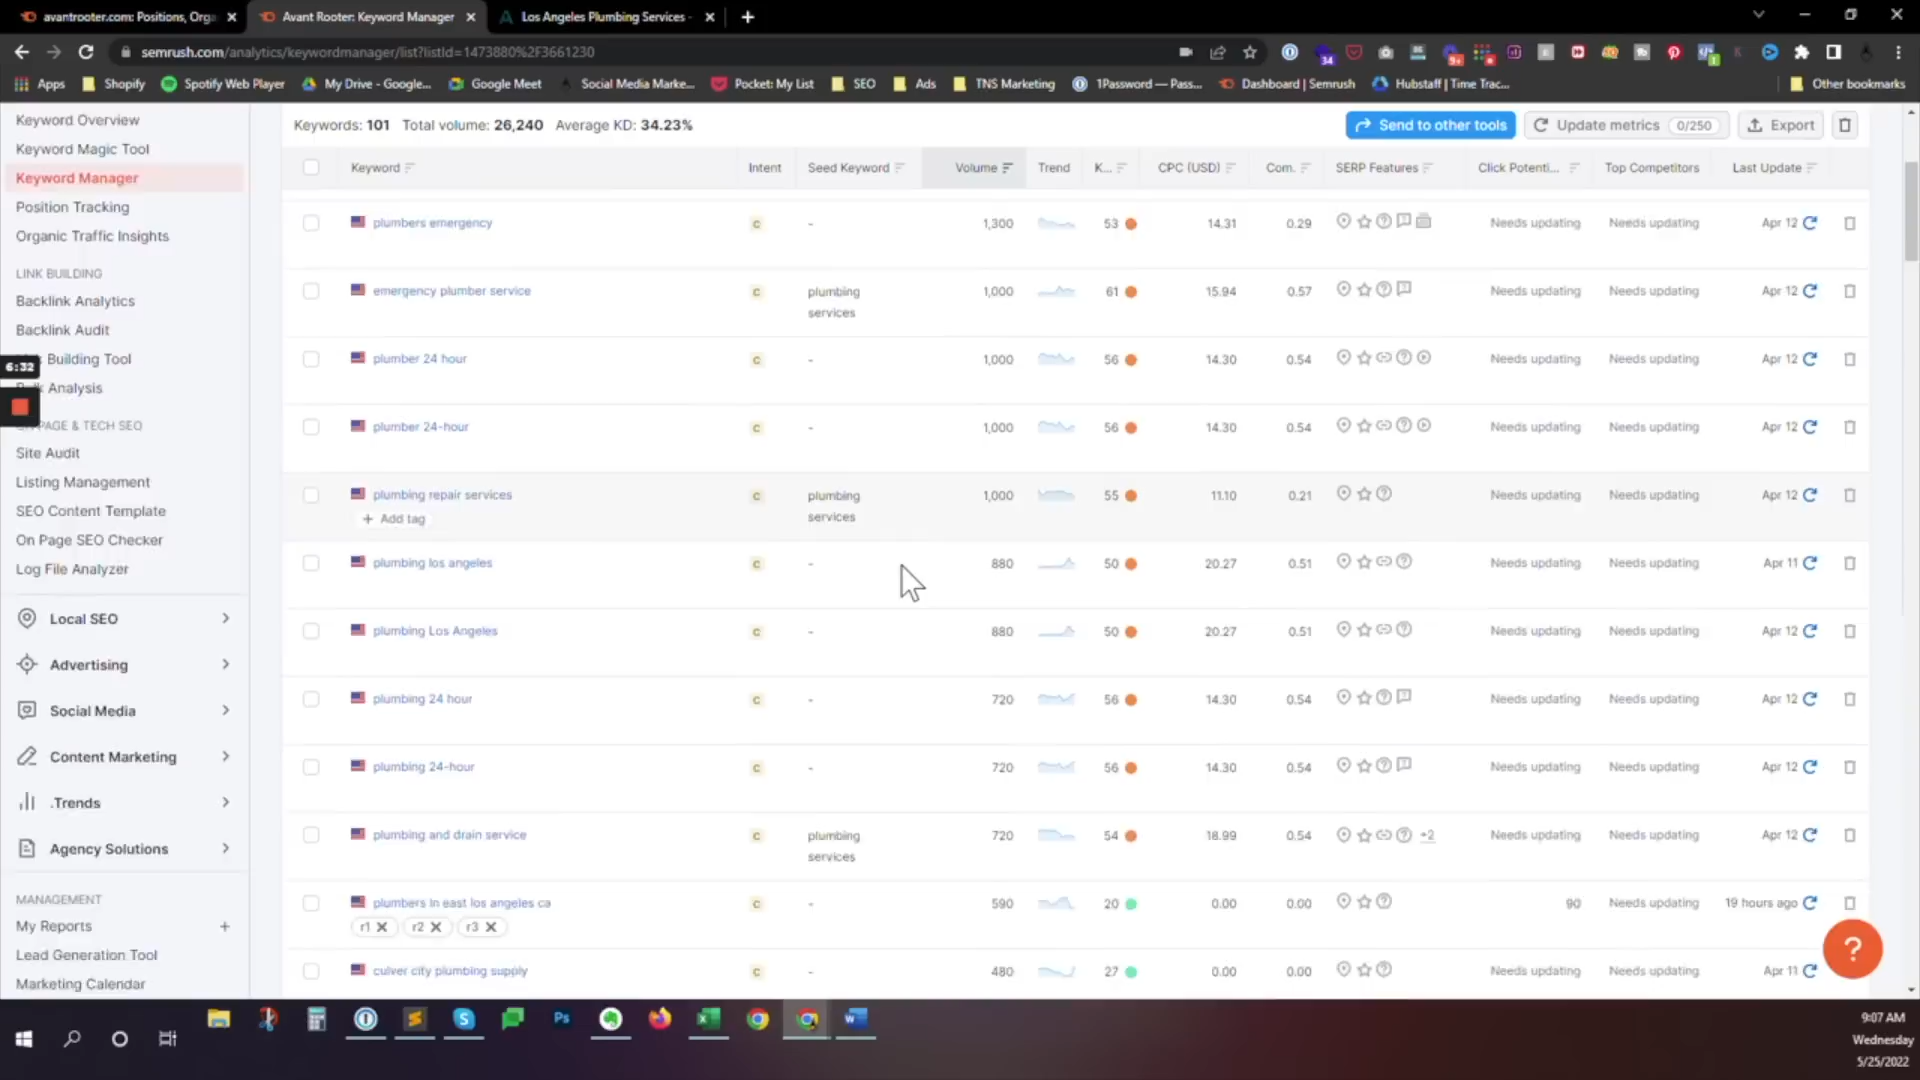 avantrooter.com: Positions, Orga
Avant Rooter: Keyword Manager
Los Angeles Plumbing Services -
semrush.com/analytics/keywordmanager/list?listId=1473880%2F3661230
34
9+
1
Apps
Shopify
Spotify Web Player
My Drive - Google...
Google Meet
Social Media Marke...
Pocket: My List
SEO
Ads
TNS Marketing
1Password — Pass...
Dashboard | Semrush
Hubstaff | Time Trac...
Other bookmarks
Keyword Overview
Keyword Magic Tool
Keyword Manager
Position Tracking
Organic Traffic Insights
LINK BUILDING
Backlink Analytics
Backlink Audit
Building Tool
Analysis
6:32
PAGE & TECH SEO
Site Audit
Listing Management
SEO Content Template
On Page SEO Checker
Log File Analyzer
Local SEO
Advertising
Social Media
Content Marketing
.Trends
Agency Solutions
MANAGEMENT
My Reports +
Lead Generation Tool
Marketing Calendar
Keywords: 101 Total volume: 26,240 Average KD: 34.23%
Send to other tools
Update metrics 0/250
Export
Keyword Intent Seed Keyword Volume Trend K... CPC (USD) Com. SERP Features Click Potenti... Top Competitors Last Update
plumbers emergency C - 1,300 53 14.31 0.29 Needs updating Needs updating Apr 12
emergency plumber service C plumbing services 1,000 61 15.94 0.57 Needs updating Needs updating Apr 12
plumber 24 hour C - 1,000 56 14.30 0.54 Needs updating Needs updating Apr 12
plumber 24-hour C - 1,000 56 14.30 0.54 Needs updating Needs updating Apr 12
plumbing repair services C plumbing services 1,000 55 11.10 0.21 Needs updating Needs updating Apr 12
+ Add tag
plumbing los angeles C - 880 50 20.27 0.51 Needs updating Needs updating Apr 11
plumbing Los Angeles C - 880 50 20.27 0.51 Needs updating Needs updating Apr 12
plumbing 24 hour C - 720 56 14.30 0.54 Needs updating Needs updating Apr 12
plumbing 24-hour C - 720 56 14.30 0.54 Needs updating Needs updating Apr 12
plumbing and drain service C plumbing services 720 54 18.99 0.54 +2 Needs updating Needs updating Apr 12
plumbers in east los angeles ca C - 590 20 0.00 0.00 90 Needs updating 19 hours ago
r1 r2 r3
culver city plumbing supply C - 480 27 0.00 0.00 Needs updating Needs updating Apr 11
?
Ps
9:07 AM
Wednesday
5/25/2022